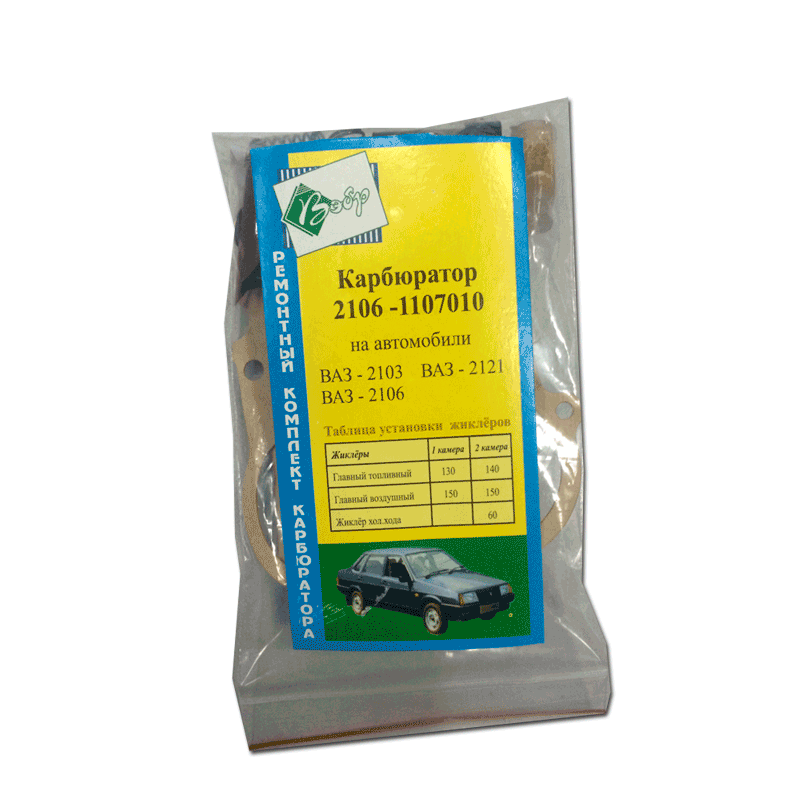 Вэбр
РЕМОНТНЫЙ КОМПЛЕКТ КАРБЮРАТОРА
Карбюратор
2106 -1107010
на автомобили
ВАЗ - 2103 ВАЗ - 2121
ВАЗ - 2106
Таблица установки жиклёров
Жиклёры 1 камера 2 камера
Главный топливный 130 140
Главный воздушный 150 150
Жиклёр хол.хода 60